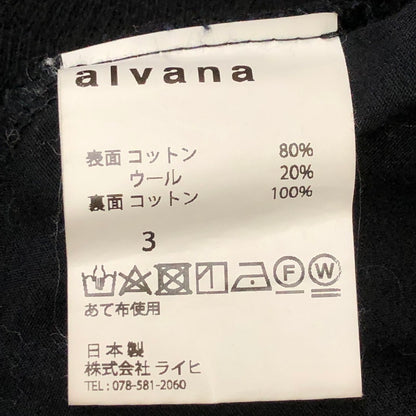 alvana
表面 コットン 80%
ウール 20%
裏面 コットン 100%
3
F W
あて布使用
日本製
株式会社 ライヒ
TEL : 078-581-2060